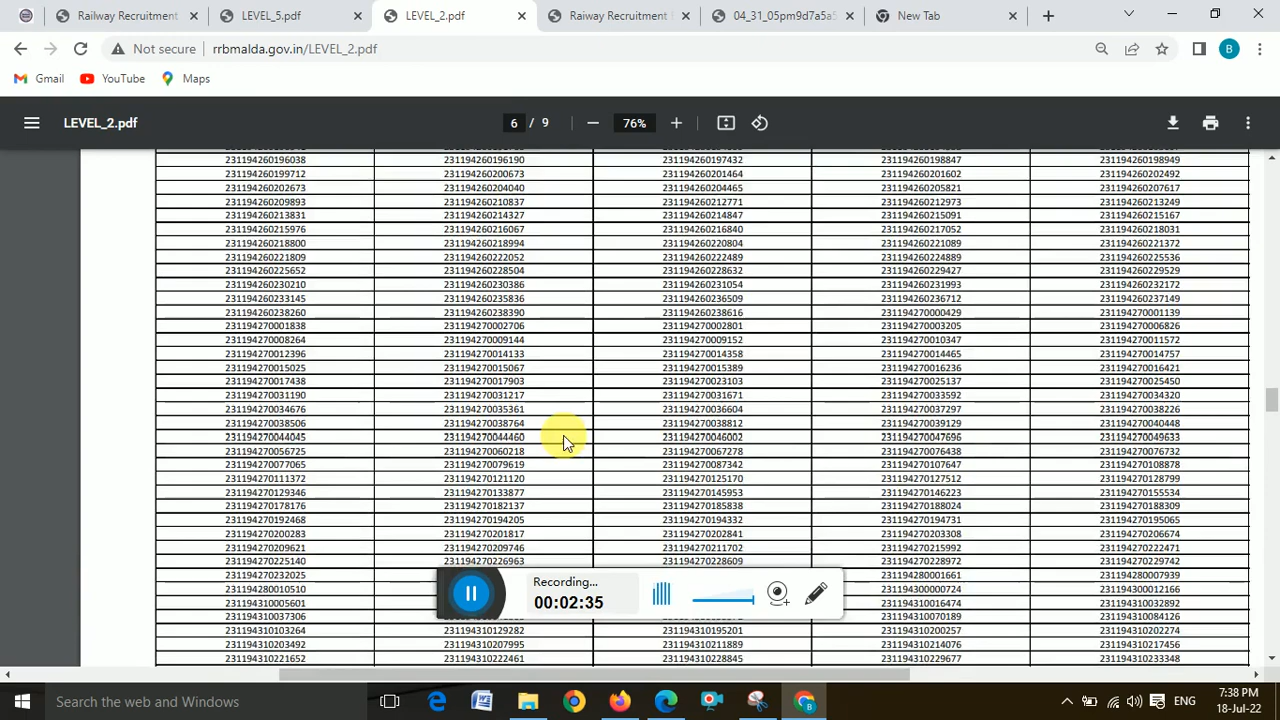 Railway Recruitment
LEVEL_5.pdf
LEVEL_2.pdf
Raiway Recruitment
04_31_05pm9d7a5a5
New Tab
Not secure rrbmalda.gov.in/LEVEL_2.pdf
B
Gmail YouTube Maps
LEVEL_2.pdf 6 / 9 76%
231194260196038 231194260196190 231194260197432 231194260198847 231194260198949
231194260199712 231194260200673 231194260201464 231194260201602 231194260202492
231194260202673 231194260204040 231194260204465 231194260205821 231194260207617
231194260209893 231194260210837 231194260212771 231194260212973 231194260213249
231194260213831 231194260214327 231194260214847 231194260215091 231194260215167
231194260215976 231194260216067 231194260216840 231194260217052 231194260218031
231194260218800 231194260218994 231194260220804 231194260221089 231194260221372
231194260221809 231194260222052 231194260222489 231194260224889 231194260225536
231194260225652 231194260228504 231194260228632 231194260229427 231194260229529
231194260230210 231194260230386 231194260231054 231194260231993 231194260232172
231194260233145 231194260235836 231194260236509 231194260236712 231194260237149
231194260238260 231194260238390 231194260238616 231194270000429 231194270001139
231194270001838 231194270002706 231194270002801 231194270003205 231194270006826
231194270008264 231194270009144 231194270009152 231194270010347 231194270011572
231194270012396 231194270014133 231194270014358 231194270014465 231194270014757
231194270015025 231194270015067 231194270015389 231194270016236 231194270016421
231194270017438 231194270017903 231194270023103 231194270025137 231194270025450
231194270031190 231194270031217 231194270031671 231194270033592 231194270034320
231194270034676 231194270035361 231194270036604 231194270037297 231194270038226
231194270038506 231194270038764 231194270038812 231194270039129 231194270040448
231194270044045 231194270044460 231194270046002 231194270047696 231194270049633
231194270056725 231194270060218 231194270067278 231194270076438 231194270076732
231194270077065 231194270079619 231194270087342 231194270107647 231194270108878
231194270111372 231194270121120 231194270125170 231194270127512 231194270128799
231194270129346 231194270133877 231194270145953 231194270146223 231194270155534
231194270178176 231194270182137 231194270185838 231194270188024 231194270188309
231194270192468 231194270194205 231194270194332 231194270194731 231194270195065
231194270200283 231194270201817 231194270202841 231194270203308 231194270206674
231194270209621 231194270209746 231194270211702 231194270215992 231194270222471
231194270225140 231194270226963 231194270228609 231194270228972 231194270229742
231194270232025 231194280001661 231194280007939
231194280010510 231194300000724 231194300012166
231194310005601 231194310016474 231194310032892
231194310037306 231194310070189 231194310084126
231194310103264 231194310129282 231194310195201 231194310200257 231194310202274
231194310203492 231194310207995 231194310211889 231194310214076 231194310217456
231194310221652 231194310222461 231194310228845 231194310229677 231194310233348
Recording...
00:02:35
Search the web and Windows
ENG
7:38 PM
18-Jul-22